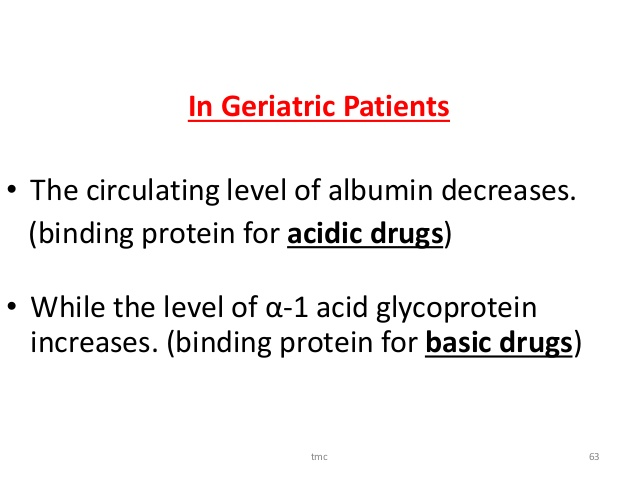 In Geriatric Patients
• The circulating level of albumin decreases.
(binding protein for acidic drugs)
• While the level of α-1 acid glycoprotein
increases. (binding protein for basic drugs)
tmc
63